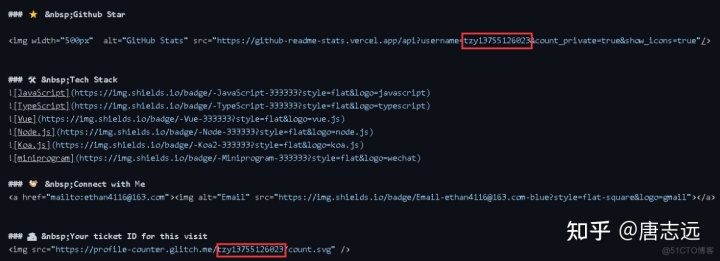 ### ⭐ &nbsp;Github Star
<img width="500px" alt="GitHub Stats" src="https://github-readme-stats.vercel.app/api?username=tzy13755126023&count_private=true&show_icons=true"/>
### 🛠 &nbsp;Tech Stack
![JavaScript](https://img.shields.io/badge/-JavaScript-333333?style=flat&logo=javascript)
![TypeScript](https://img.shields.io/badge/-TypeScript-333333?style=flat&logo=typescript)
![Vue](https://img.shields.io/badge/-Vue-333333?style=flat&logo=vue.js)
![Node.js](https://img.shields.io/badge/-Node-333333?style=flat&logo=node.js)
![Koa.js](https://img.shields.io/badge/-Koa2-333333?style=flat&logo=koa.js)
![miniprogram](https://img.shields.io/badge/-Miniprogram-333333?style=flat&logo=wechat)
### 🤝🏻 &nbsp;Connect with Me
<a href="mailto:ethan4116@163.com"><img alt="Email" src="https://img.shields.io/badge/Email-ethan4116@163.com-blue?style=flat-square&logo=gmail"></a>
### &nbsp;Your ticket ID for this visit
<img src="https://profile-counter.glitch.me/tzy13755126023/count.svg" />
知乎 @唐志远
@51CTO博客